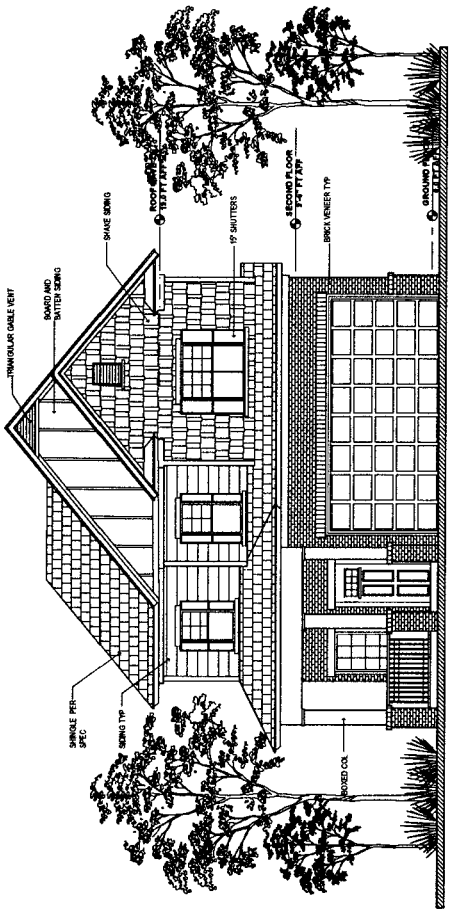 TRIANGULAR GABLE VENT
BOARD AND
BATTEN SIDING
SHAKE SIDING
ROOF
15" SHUTTERS
SECOND FLOOR
BRICK VENEER TYP
GROUND
SHINGLE PER
SPEC
SIDING TYP
BOXED COL